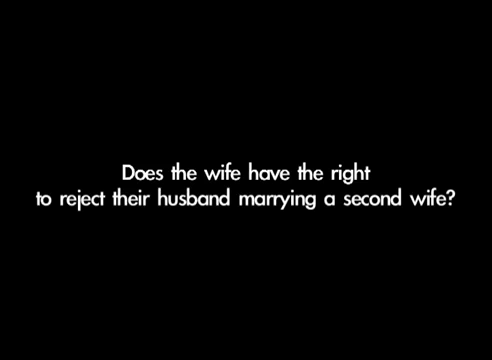 Does the wife have the right
to reject their husband marrying a second wife?